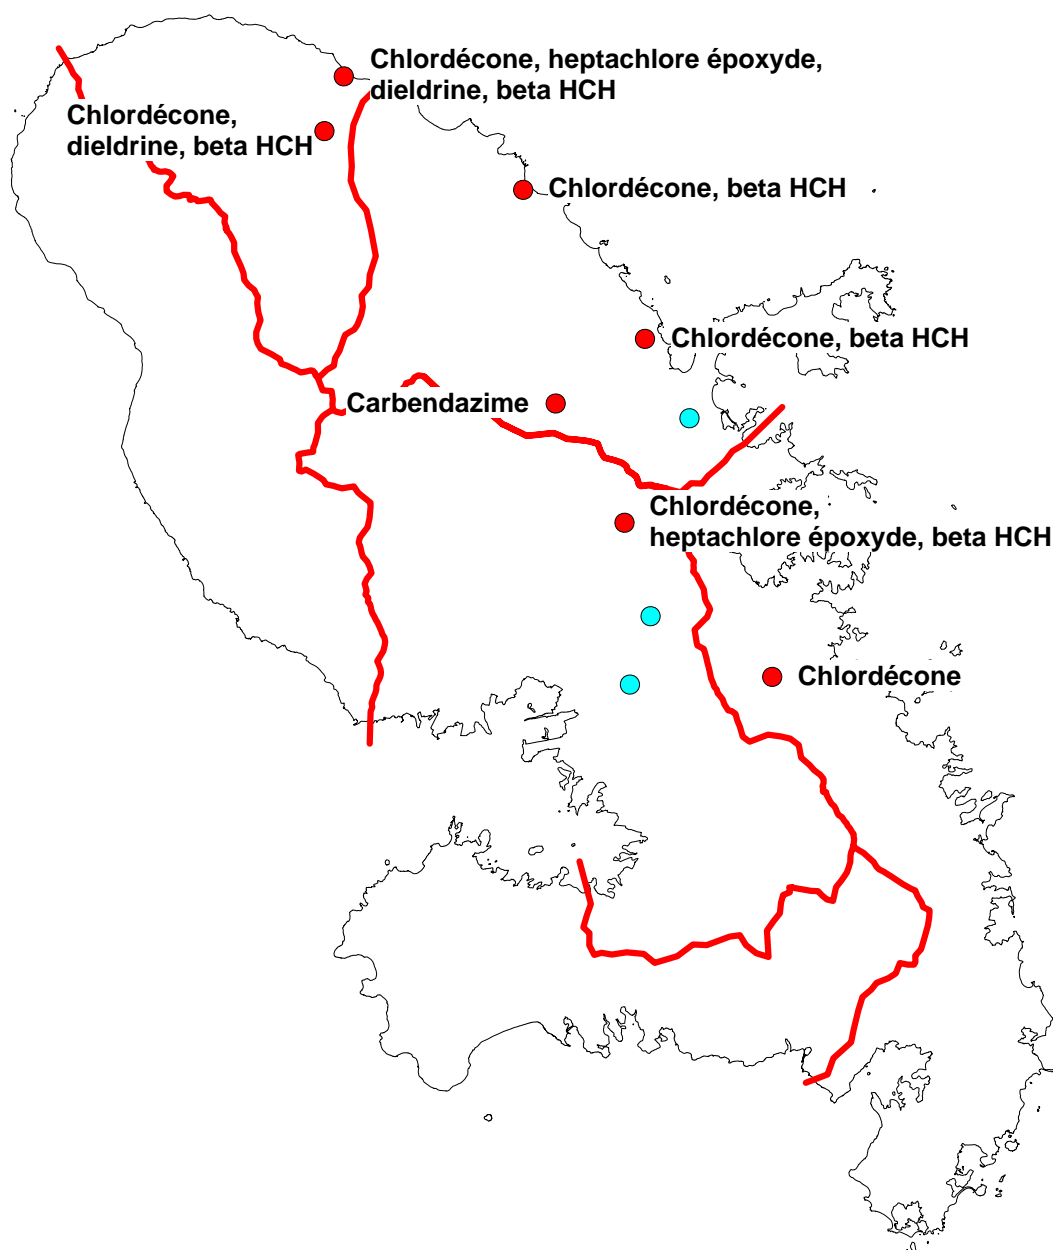 Chlordécone, heptachlore époxyde,
dieldrine, beta HCH
Chlordécone,
dieldrine, beta HCH
Chlordécone, beta HCH
Chlordécone, beta HCH
Carbendazime
Chlordécone,
heptachlore époxyde, beta HCH
Chlordécone